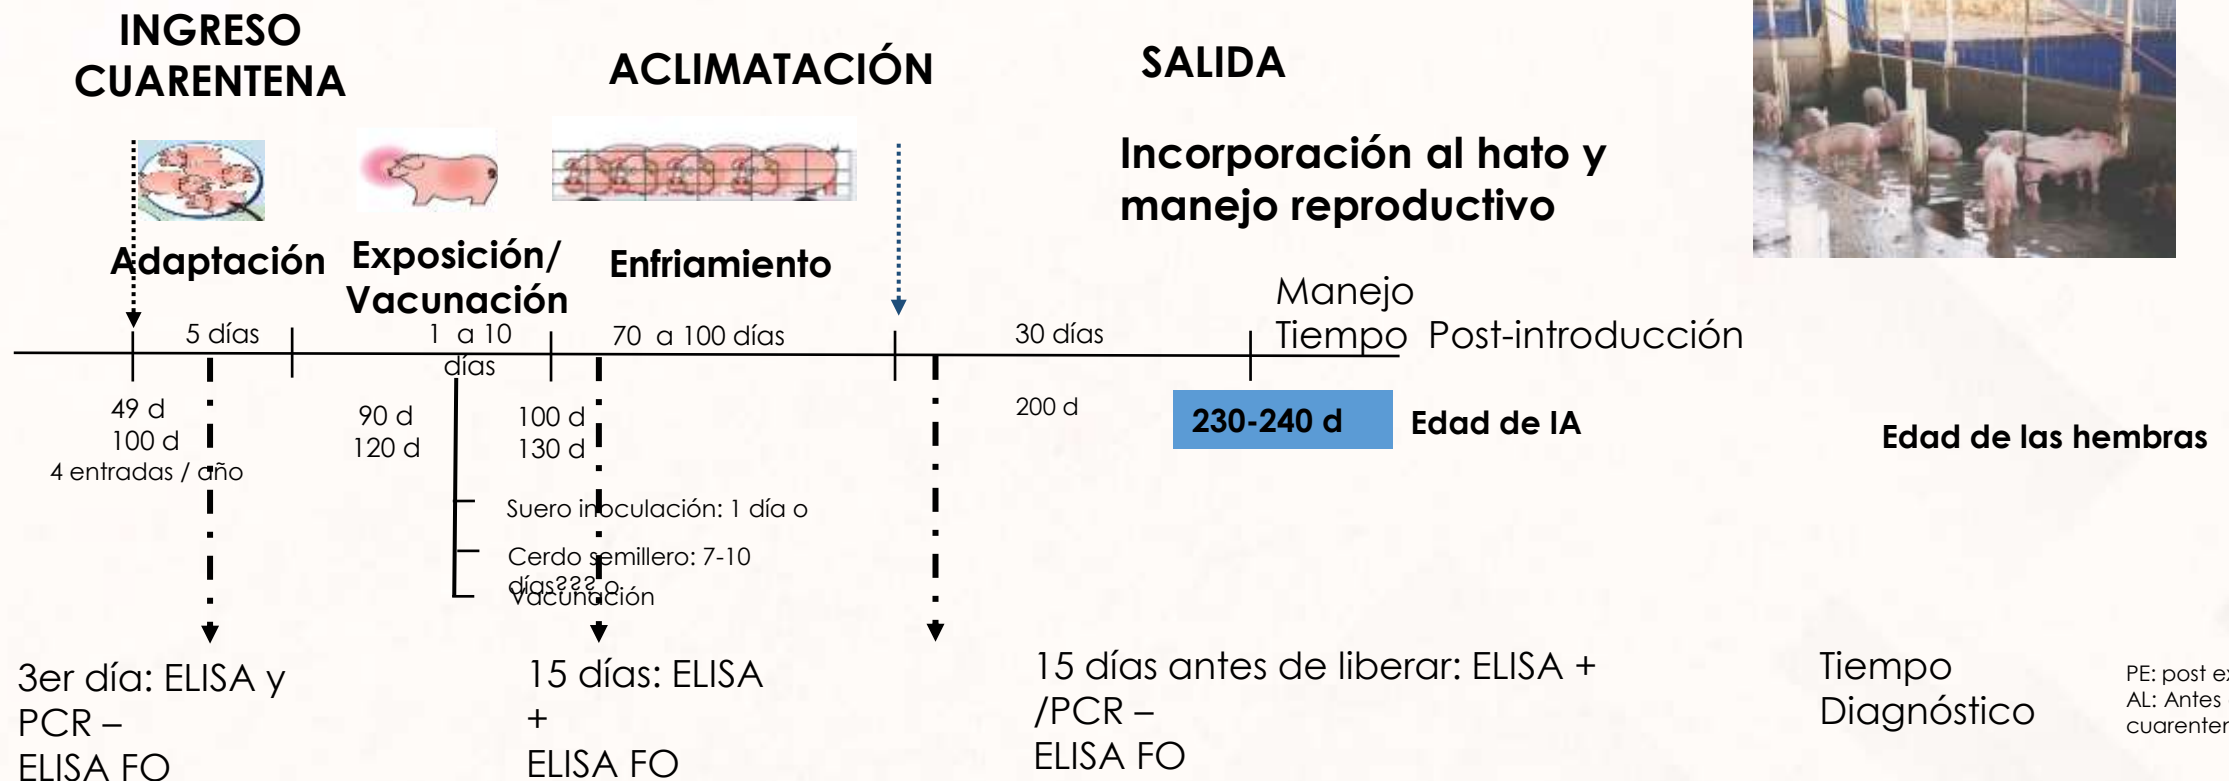 INGRESO
CUARENTENA
ACLIMATACIÓN
SALIDA
Incorporación al hato y
manejo reproductivo
Adaptación
Exposición/
Vacunación
Enfriamiento
Manejo
Tiempo Post-introducción
5 días
1 a 10
días
70 a 100 días
30 días
49 d
100 d
4 entradas / año
90 d
120 d
100 d
130 d
200 d
230-240 d
Edad de IA
Edad de las hembras
Suero inoculación: 1 día o
Cerdo semillero: 7-10
días??? o
Vacunación
3er día: ELISA y
PCR –
ELISA FO
15 días: ELISA
+
ELISA FO
15 días antes de liberar: ELISA +
/PCR –
ELISA FO
Tiempo
Diagnóstico
PE: post
AL: Antes